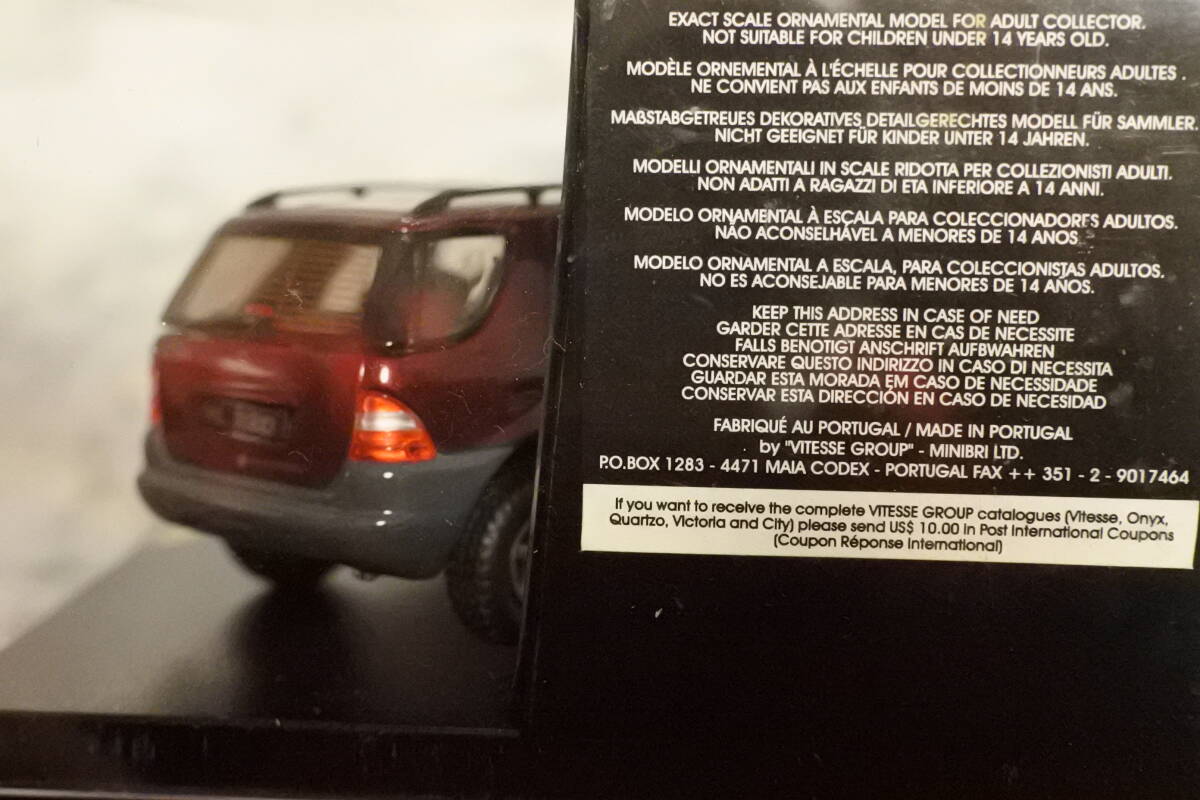 EXACT SCALE ORNAMENTAL MODEL FOR ADULT COLLECTOR.
NOT SUITABLE FOR CHILDREN UNDER 14 YEARS OLD.
MODÈLE ORNEMENTAL À L'ÉCHELLE POUR COLLECTIONNEURS ADULTES .
NE CONVIENT PAS AUX ENFANTS DE MOINS DE 14 ANS.
MAßSTABGETREUES DEKORATIVES DETAILGERECHTES MODELL FÜR SAMMLER.
NICHT GEEIGNET FÜR KINDER UNTER 14 JAHREN.
MODELLI ORNAMENTALI IN SCALE RIDOTTA PER COLLEZIONISTI ADULTI.
NON ADATTI A RAGAZZI DI ETA INFERIORE A 14 ANNI.
MODELO ORNAMENTAL À ESCALA PARA COLECCIONADORES ADULTOS.
NÃO ACONSELHÁVEL A MENORES DE 14 ANOS
MODELO ORNAMENTAL A ESCALA, PARA COLECCIONISTAS ADULTOS.
NO ES ACONSEJABLE PARA MENORES DE 14 AÑOS.
KEEP THIS ADDRESS IN CASE OF NEED
GARDER CETTE ADRESSE EN CAS DE NECESSITE
FALLS BENÖTIGT ANSCHRIFT AUFBWAHREN
CONSERVARE QUESTO INDIRIZZO IN CASO DI NECESSITA
GUARDAR ESTA MORADA EM CASO DE NECESSIDADE
CONSERVAR ESTA DIRECCIÓN EN CASO DE NECESIDAD
FABRIQUÉ AU PORTUGAL / MADE IN PORTUGAL
by "VITESSE GROUP" - MINIBRI LTD.
P.O.BOX 1283 - 4471 MAIA CODEX - PORTUGAL FAX ++ 351 - 2 - 9017464
If you want to receive the complete VITESSE GROUP catalogues (Vitesse, Onyx,
Quartzo, Victoria and City) please send US$ 10.00 in Post International Coupons
(Coupon Réponse International)